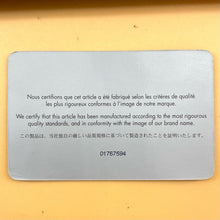 Nous certifions que cet article a été fabriqué selon les critères de qualité
les plus rigoureux conformes à l'image de notre marque.
We certify that this article has been manufactured according to the most rigorous
quality standards, and in conformity with the image of our brand name.
この製品は、当社独自の厳しい品質規格に基づいて製造されたことを証明いたします。
01767694